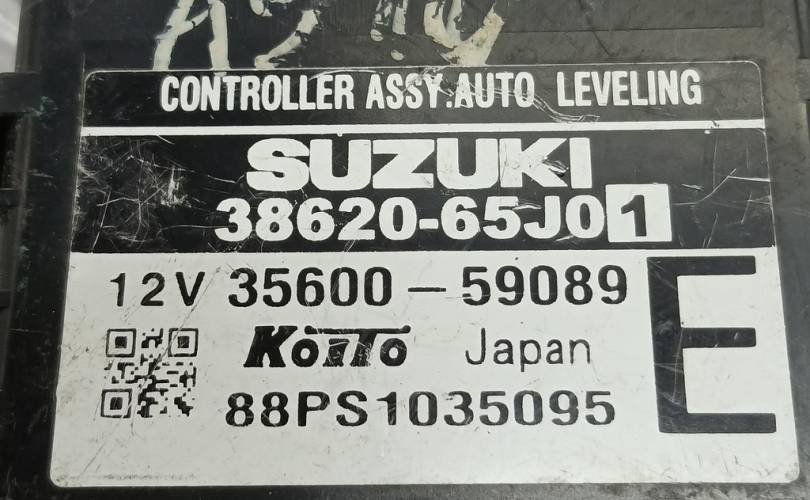 CONTROLLER ASSY.AUTO LEVELING
SUZUKI
38620-65J01
12V 35600-59089
KOITO Japan
88PS1035095
E